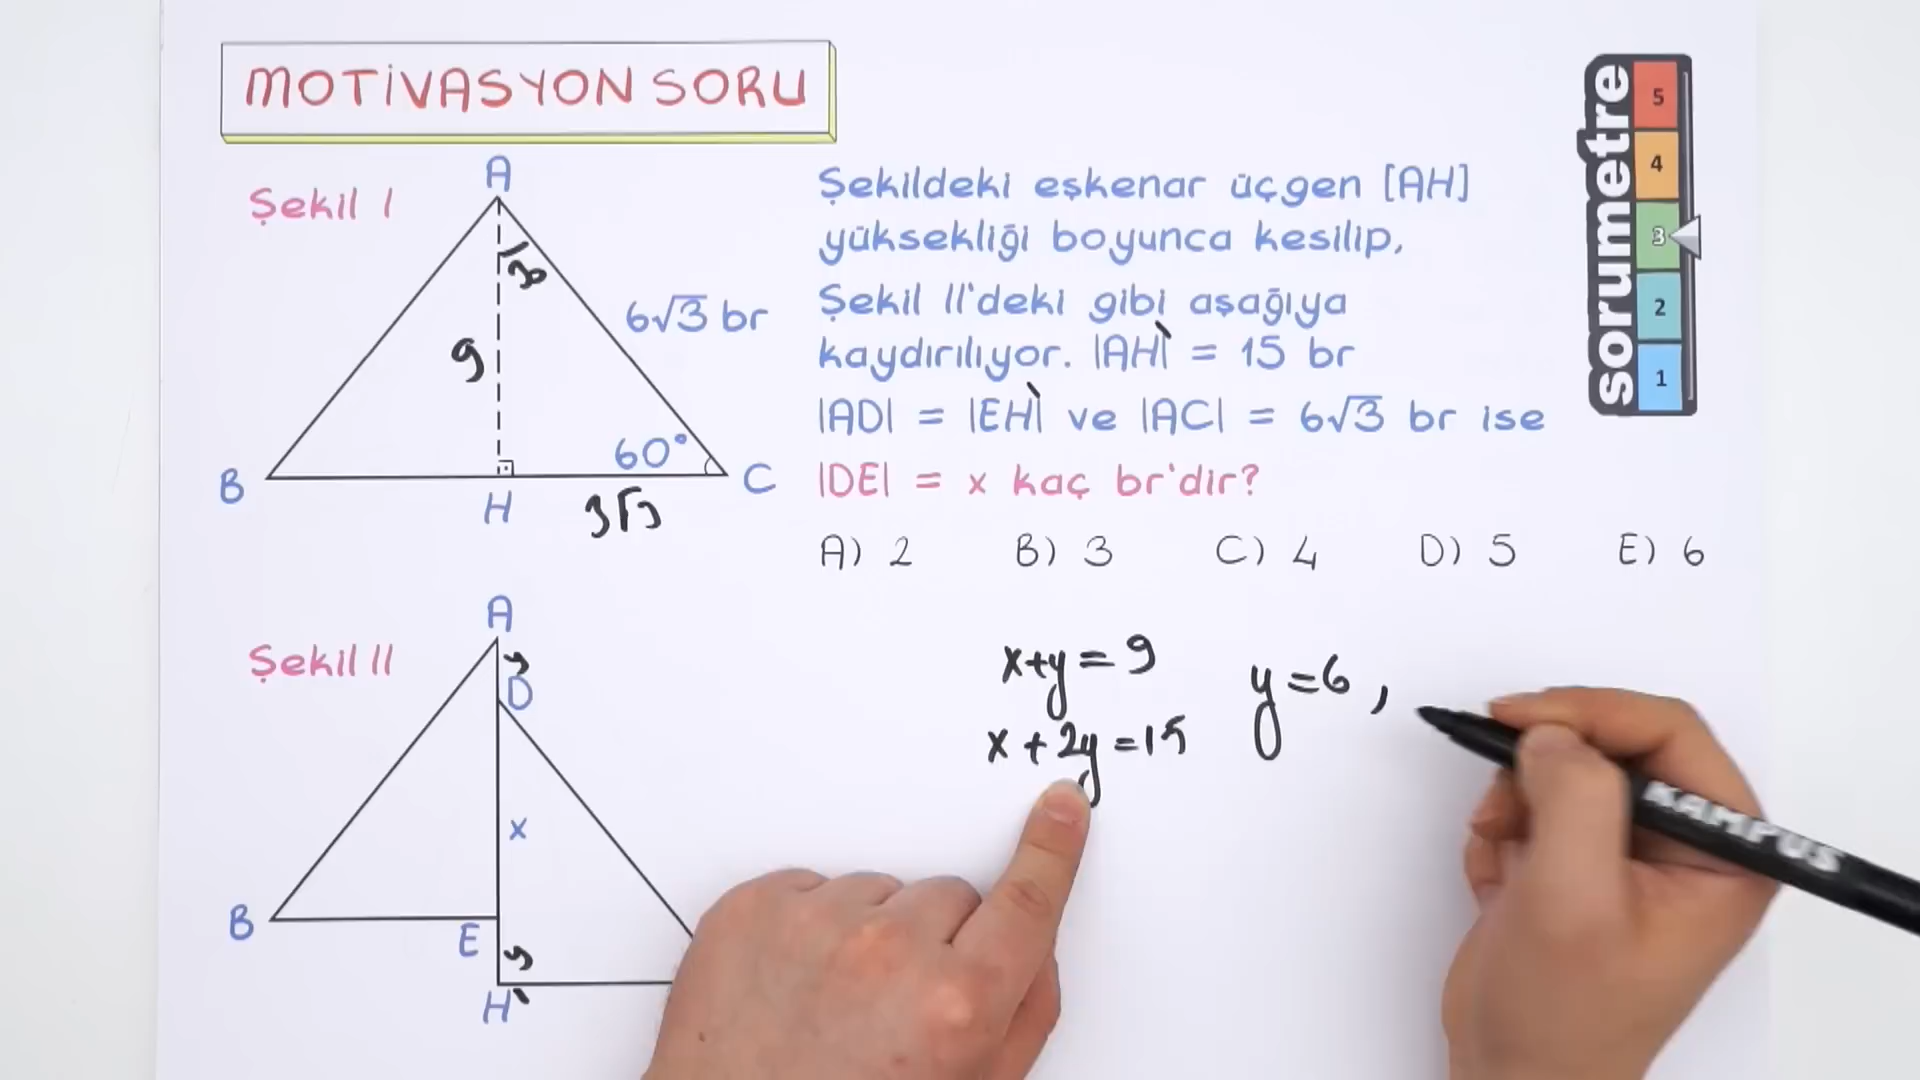 MOTİVASYON SORU
Şekil I
A
30
9
6√3 br
60°
B
H
C
3√3
Şekildeki eşkenar üçgen [AH]
yüksekliği boyunca kesilip,
Şekil II'deki gibi aşağıya
kaydırılıyor. |AH'| = 15 br
|AD| = |EH'| ve |AC| = 6√3 br ise
|DE| = x kaç br'dir?
A) 2 B) 3 C) 4 D) 5 E) 6
sorumetre
5
4
3
2
1
Şekil II
A
y
D
x
B
E
y
H'
x+y=9
x+2y=15
y=6,
KAMPUS